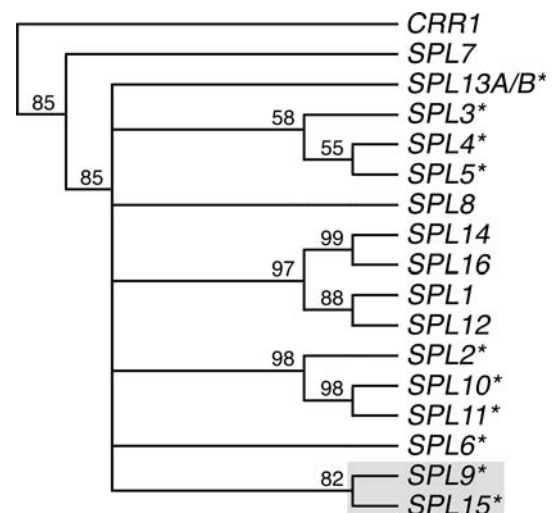 CRR1
SPL7
85
SPL13A/B*
58
SPL3*
SPL4*
55
SPL5*
85
SPL8
99
SPL14
SPL16
97
SPL1
88
SPL12
98
SPL2*
SPL10*
98
SPL11*
SPL6*
SPL9*
82
SPL15*